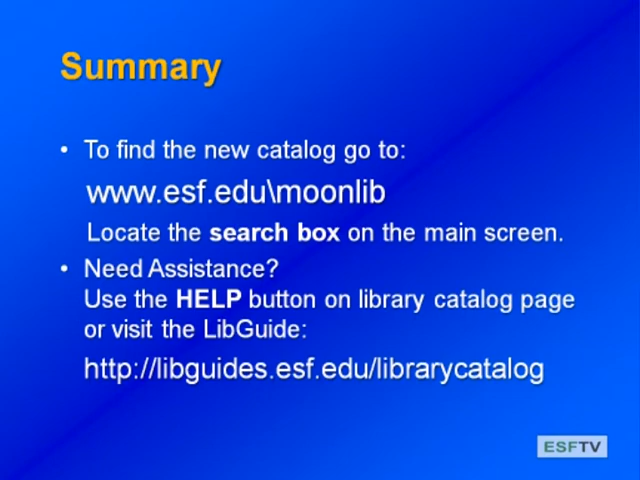 Summary
• To find the new catalog go to:
www.esf.edu\moonlib
Locate the search box on the main screen.
• Need Assistance?
Use the HELP button on library catalog page
or visit the LibGuide:
http://libguides.esf.edu/librarycatalog
ESFTV